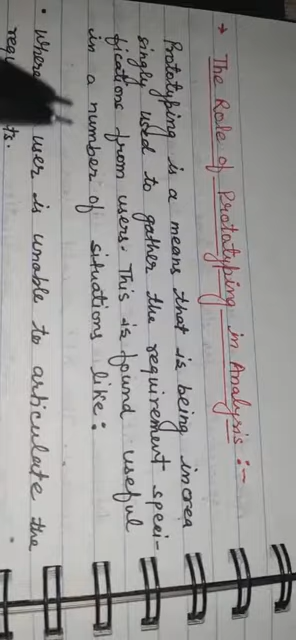 → The Role of Prototyping in Analysis :-
Prototyping is a means that is being increa
singly used to gather the requirement speci-
fications from users. This is found useful
in a number of situations like:
• Where user is unable to articulate the